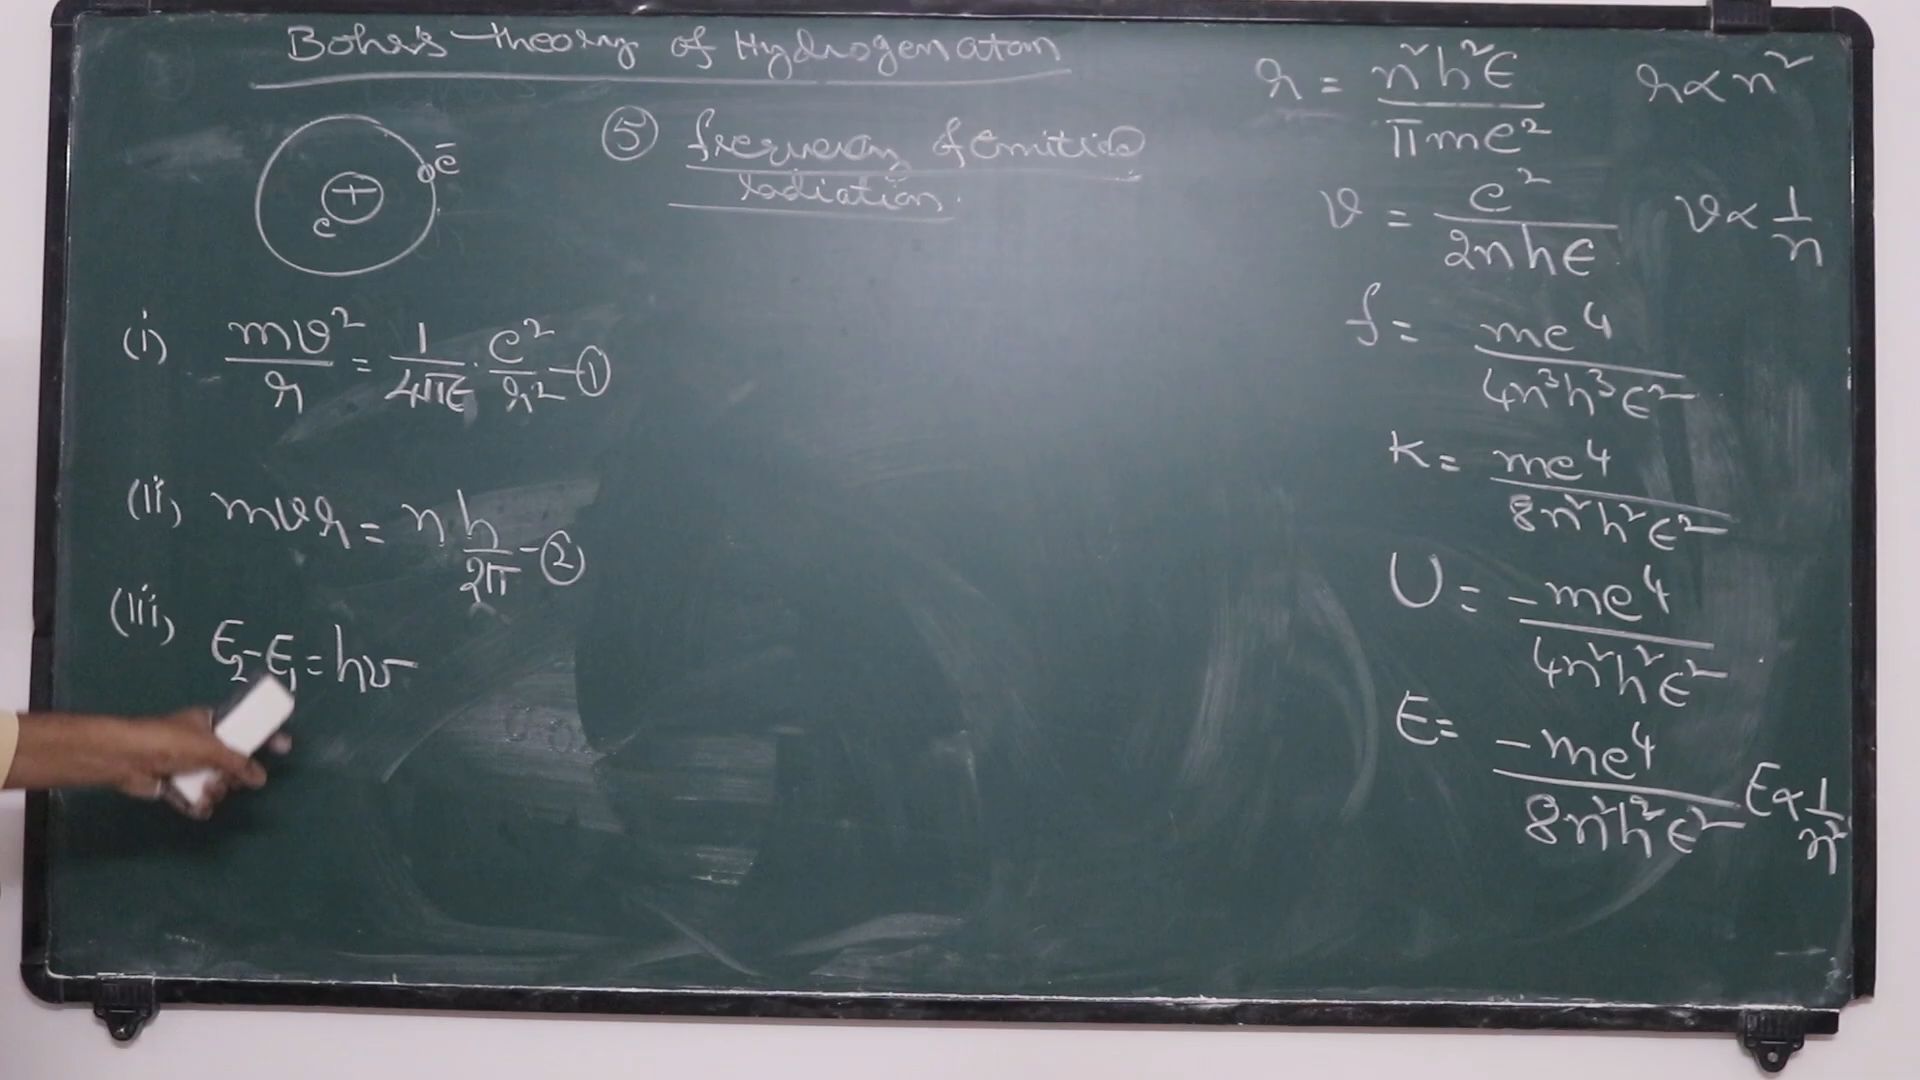 Bohr's theory of Hydrogen atom
e⁻
+
e
(i) mv²/r = 1/4πϵ · e²/r² —①
(ii) mvr = n h/2π —②
(iii) E₂-E₁=hν
⑤ frequency of Emitted
radiation.
r = n²h²ϵ/πme² r∝n²
v = e²/2nhϵ v∝1/n
f = me⁴/4n³h³ϵ²
K = me⁴/8n²h²ϵ²
U = -me⁴/4n²h²ϵ²
E = -me⁴/8n²h²ϵ² E∝1/n²